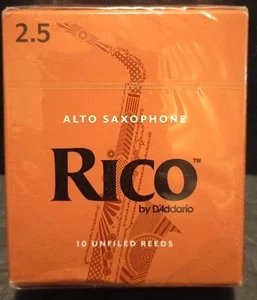 2.5
ALTO SAXOPHONE
Rico™
by D'Addario
10 UNFILED REEDS